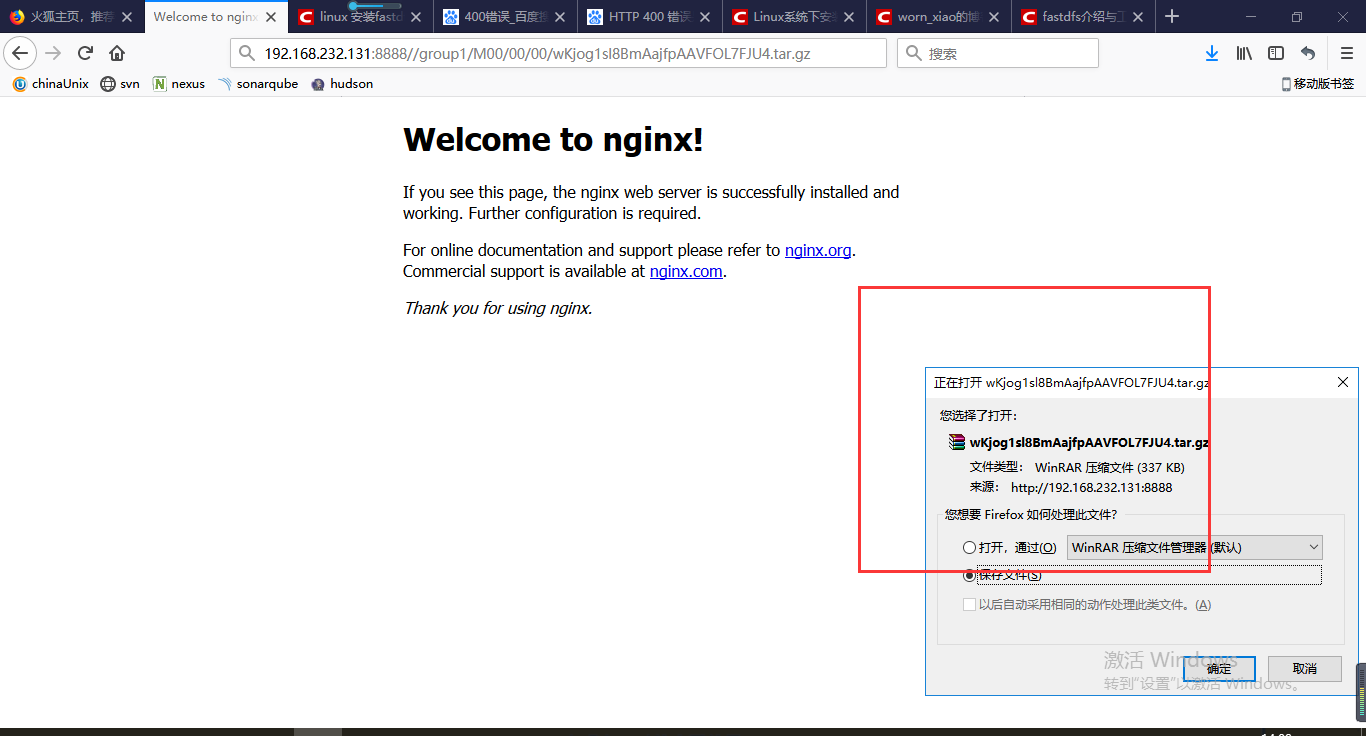 火狐主页，推荐
Welcome to nginx
linux 安装fastd
400错误_百度搜
HTTP 400 错误
Linux系统下安
worn_xiao的博
fastdfs介绍与工
192.168.232.131:8888//group1/M00/00/00/wKjog1sl8BmAajfpAAVFOL7FJU4.tar.gz
搜索
chinaUnix
svn
nexus
sonarqube
hudson
移动版书签
Welcome to nginx!
If you see this page, the nginx web server is successfully installed and
working. Further configuration is required.
For online documentation and support please refer to nginx.org.
Commercial support is available at nginx.com.
Thank you for using nginx.
正在打开 wKjog1sl8BmAajfpAAVFOL7FJU4.tar.gz
您选择了打开：
wKjog1sl8BmAajfpAAVFOL7FJU4.tar.gz
文件类型： WinRAR 压缩文件 (337 KB)
来源： http://192.168.232.131:8888
您想要 Firefox 如何处理此文件？
打开，通过(O) WinRAR 压缩文件管理器 (默认)
保存文件(S)
以后自动采用相同的动作处理此类文件。(A)
激活 Windows
转到"设置"以激活 Windows。
确定
取消